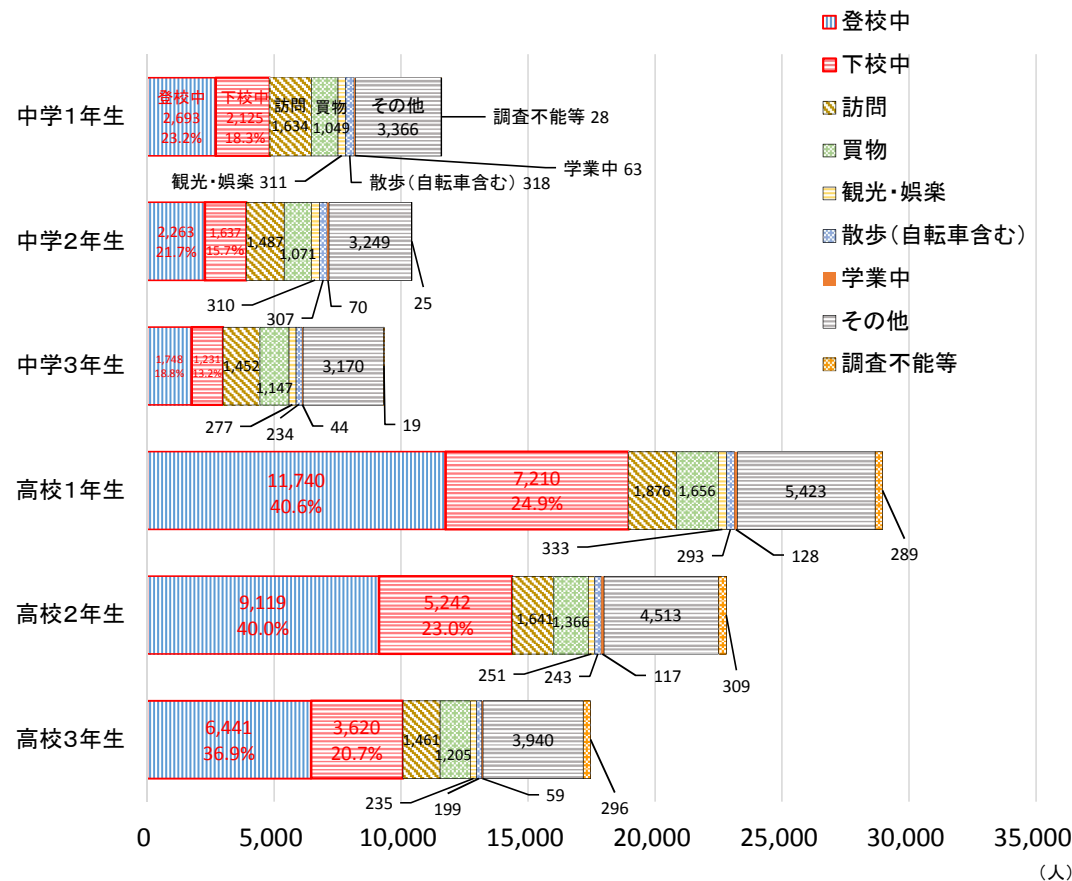 登校中
下校中
訪問
買物
観光・娯楽
散歩（自転車含む）
学業中
その他
調査不能等
中学1年生
登校中
2,693
23.2%
下校中
2,125
18.3%
訪問
1,634
買物
1,049
その他
3,366
調査不能等 28
学業中 63
観光・娯楽 311
散歩（自転車含む） 318
中学2年生
2,263
21.7%
1,637
15.7%
1,487
1,071
3,249
310
307
70
25
中学3年生
1,748
18.8%
1,231
13.2%
1,452
1,147
3,170
277
234
44
19
高校1年生
11,740
40.6%
7,210
24.9%
1,876
1,656
5,423
333
293
128
289
高校2年生
9,119
40.0%
5,242
23.0%
1,641
1,366
4,513
251
243
117
309
高校3年生
6,441
36.9%
3,620
20.7%
1,461
1,205
3,940
235
199
59
296
0
5,000
10,000
15,000
20,000
25,000
30,000
35,000
（人）